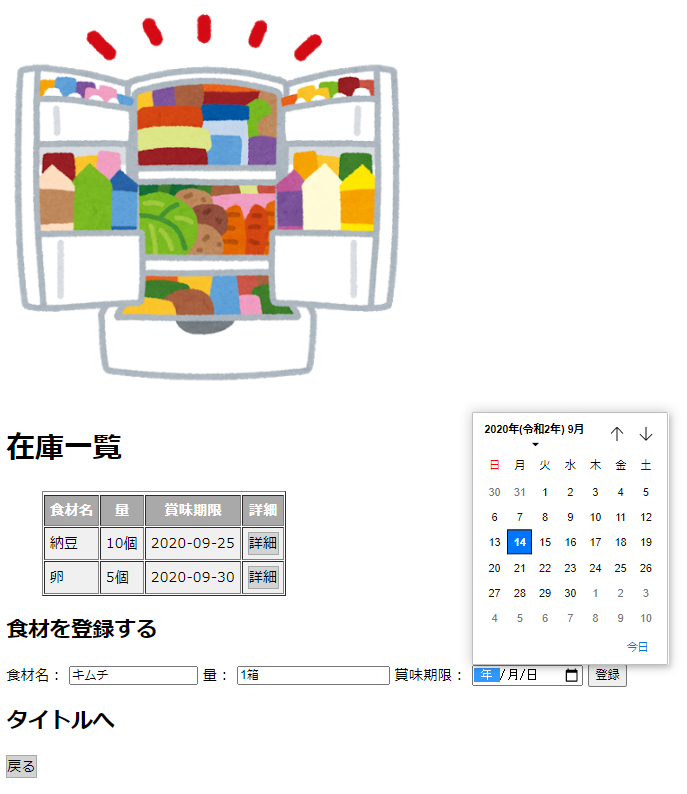 在庫一覧
食材名 量 賞味期限 詳細
納豆 10個 2020-09-25 詳細
卵 5個 2020-09-30 詳細
食材を登録する
2020年(令和2年) 9月
日 月 火 水 木 金 土
30 31 1 2 3 4 5
6 7 8 9 10 11 12
13 14 15 16 17 18 19
20 21 22 23 24 25 26
27 28 29 30 1 2 3
4 5 6 7 8 9 10
今日
食材名： キムチ 量： 1箱 賞味期限： 年/月/日 登録
タイトルへ
戻る